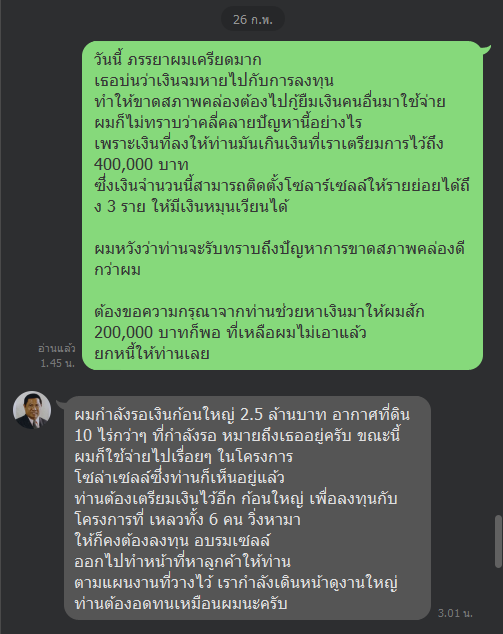 26 ก.พ.
วันนี้ ภรรยาผมเครียดมาก
เธอบ่นว่าเงินจมหายไปกับการลงทุน
ทำให้ขาดสภาพคล่องต้องไปกู้ยืมเงินคนอื่นมาใช้จ่าย
ผมก็ไม่ทราบว่าคลี่คลายปัญหานี้อย่างไร
เพราะเงินที่ลงให้ท่านมันเกินเงินที่เราเตรียมการไว้ถึง
400,000 บาท
ซึ่งเงินจำนวนนี้สามารถติดตั้งโซลาร์เซลล์ให้รายย่อยได้ถึ
ง 3 ราย ให้มีเงินหมุนเวียนได้
ผมหวังว่าท่านจะรับทราบถึงปัญหาการขาดสภาพคล่องดี
กว่าผม
ต้องขอความกรุณาจากท่านช่วยหาเงินมาให้ผมสัก
200,000 บาทก็พอ ที่เหลือผมไม่เอาแล้ว
ยกหนี้ให้ท่านเลย
อ่านแล้ว
1.45 น.
ผมกำลังรอเงินก้อนใหญ่ 2.5 ล้านบาท อากาศที่ดิน
10 ไร่กว่าๆ ที่กำลังรอ หมายถึงเธออยู่ครับ ขณะนี้
ผมก็ใช้จ่ายไปเรื่อยๆ ในโครงการ
โซล่าเซลล์ซึ่งท่านก็เห็นอยู่แล้ว
ท่านต้องเตรียมเงินไว้อีก ก้อนใหญ่ เพื่อลงทุนกับ
โครงการที่ เหลวทั้ง 6 คน วิ่งหามา
ให้ก็คงต้องลงทุน อบรมเซลล์
ออกไปทำหน้าที่หาลูกค้าให้ท่าน
ตามแผนงานที่วางไว้ เรากำลังเดินหน้าดูงานใหญ่
ท่านต้องอดทนเหมือนผมนะครับ
3.01 น.